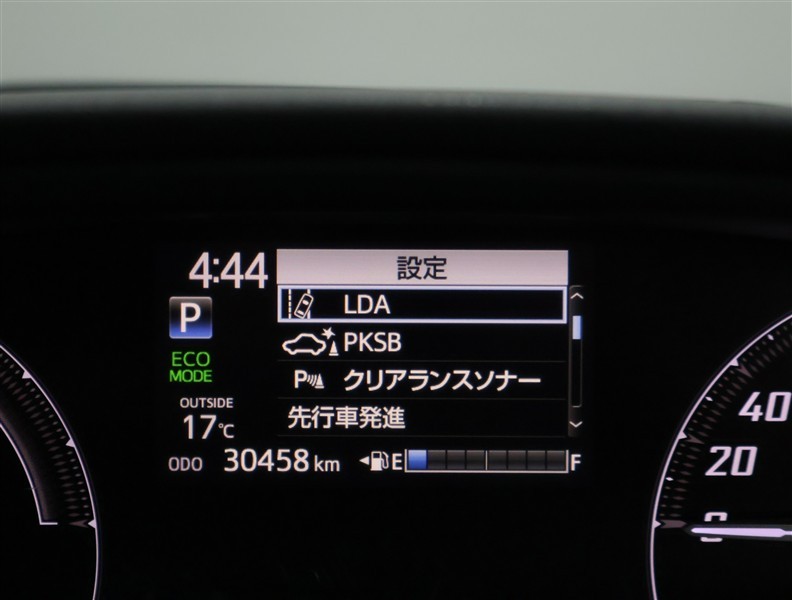 4:44
設定
LDA
P
PKSB
ECO
MODE
P クリアランスソナー
OUTSIDE
17℃
先行車発進
ODO 30458 km
E F
40
20
0